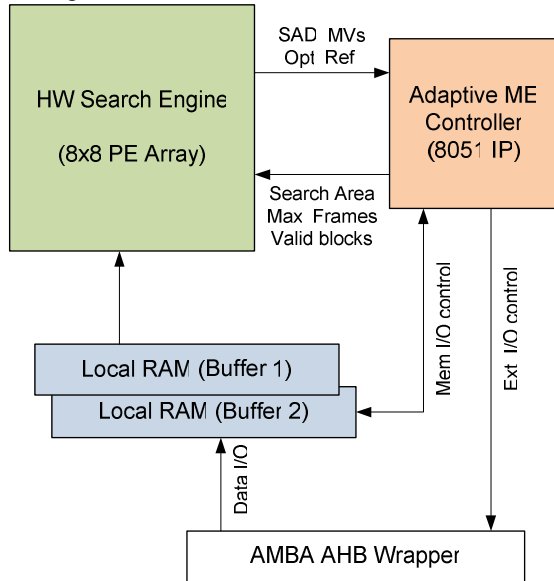 SAD MVs
Opt Ref
HW Search Engine
(8x8 PE Array)
Adaptive ME
Controller
(8051 IP)
Search Area
Max Frames
Valid blocks
Mem I/O control
Ext I/O control
Local RAM (Buffer 1)
Local RAM (Buffer 2)
Data I/O
AMBA AHB Wrapper